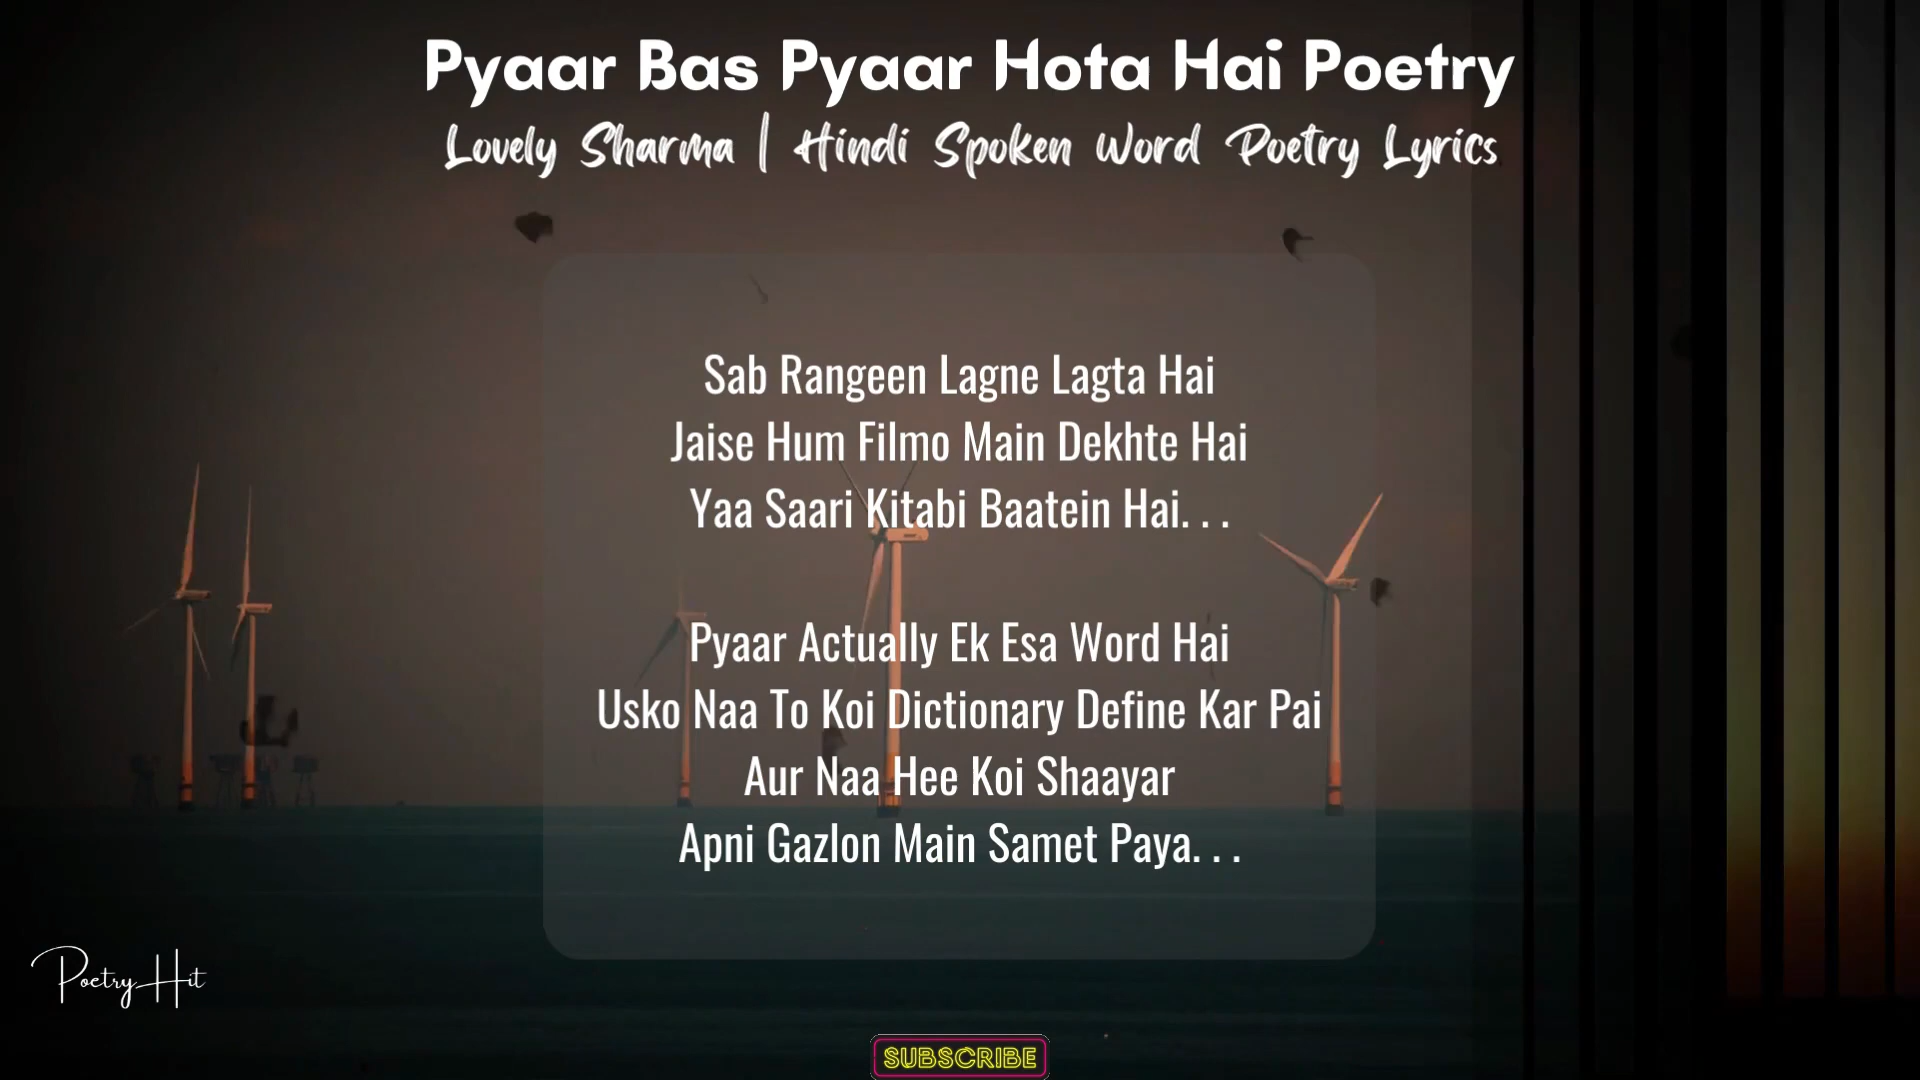 Pyaar Bas Pyaar Hota Hai Poetry
Lovely Sharma | Hindi Spoken Word Poetry Lyrics
Sab Rangeen Lagne Lagta Hai
Jaise Hum Filmo Main Dekhte Hai
Yaa Saari Kitabi Baatein Hai. . .
Pyaar Actually Ek Esa Word Hai
Usko Naa To Koi Dictionary Define Kar Pai
Aur Naa Hee Koi Shaayar
Apni Gazlon Main Samet Paya. . .
Poetry Hit
SUBSCRIBE